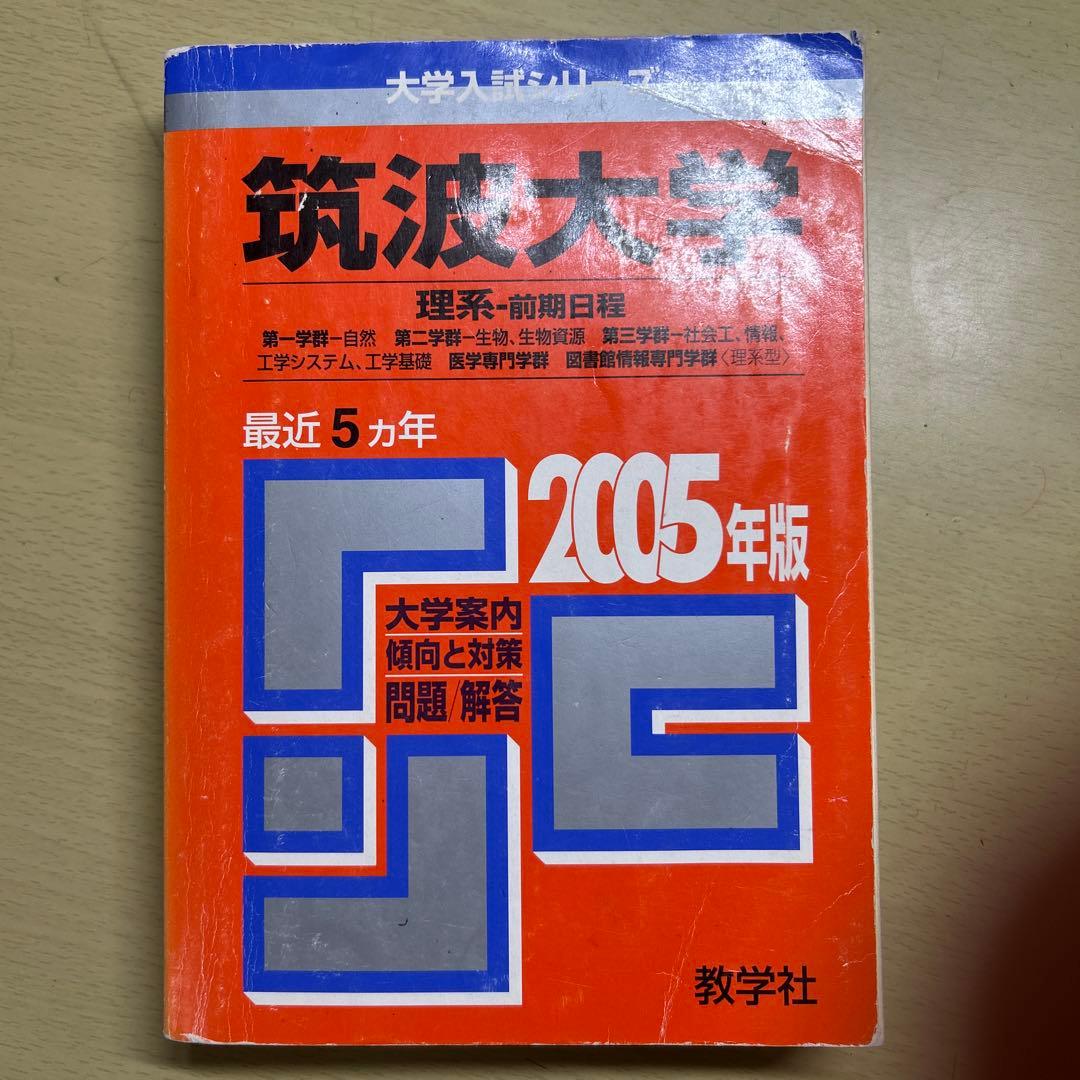 大学入試シリーズ
筑波大学
理系-前期日程
第一学群－自然 第二学群－生物、生物資源 第三学群－社会工、情報、
工学システム、工学基礎 医学専門学群 図書館情報専門学群〈理系型〉
最近5ヵ年
2005年版
大学案内
傾向と対策
問題/解答
教学社